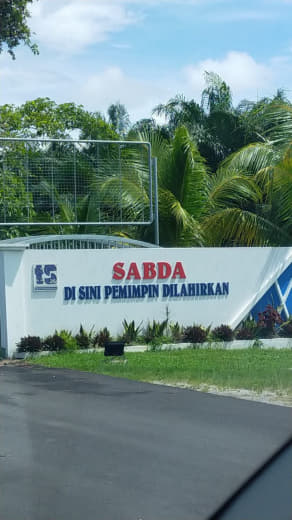 SABDA
DI SINI PEMIMPIN DILAHIRKAN